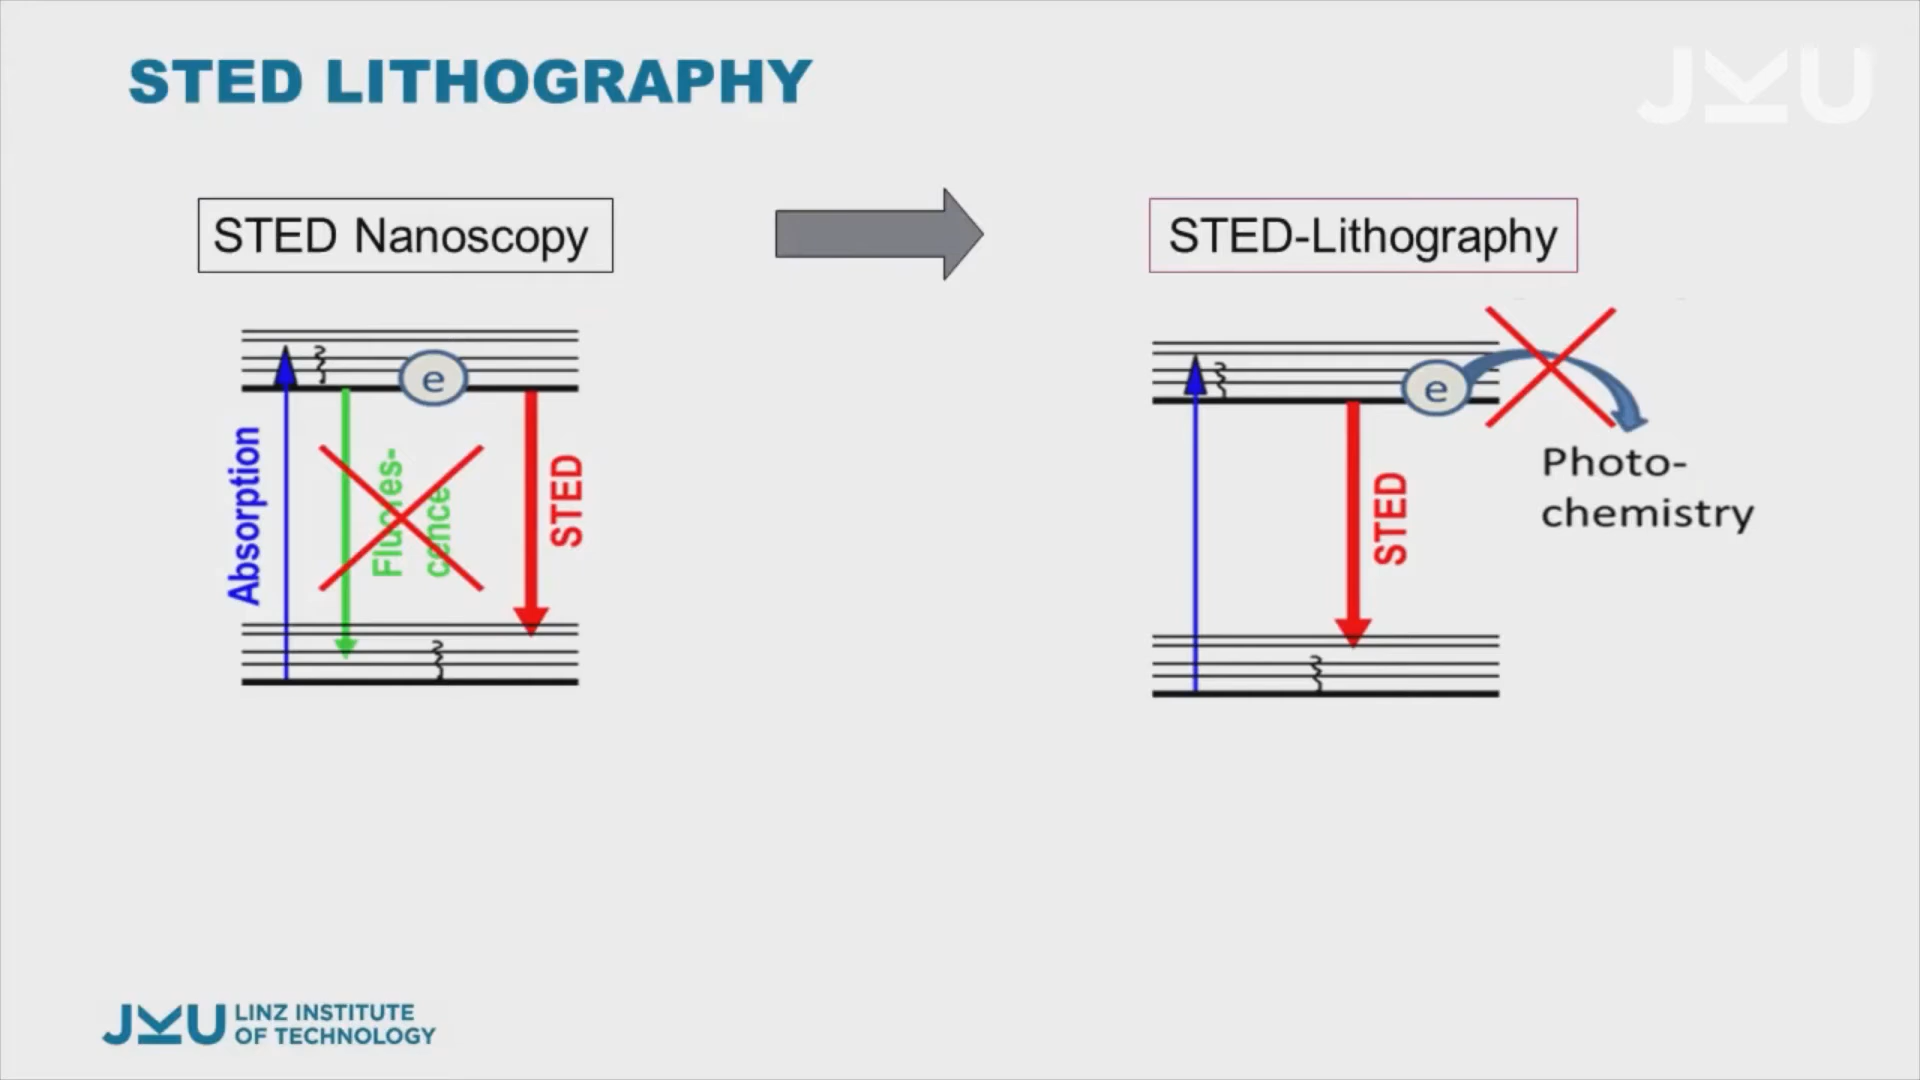 STED LITHOGRAPHY
JKU
STED Nanoscopy
STED-Lithography
e
Absorption
Fluores-
cence
STED
e
STED
Photo-
chemistry
JKU LINZ INSTITUTE
OF TECHNOLOGY